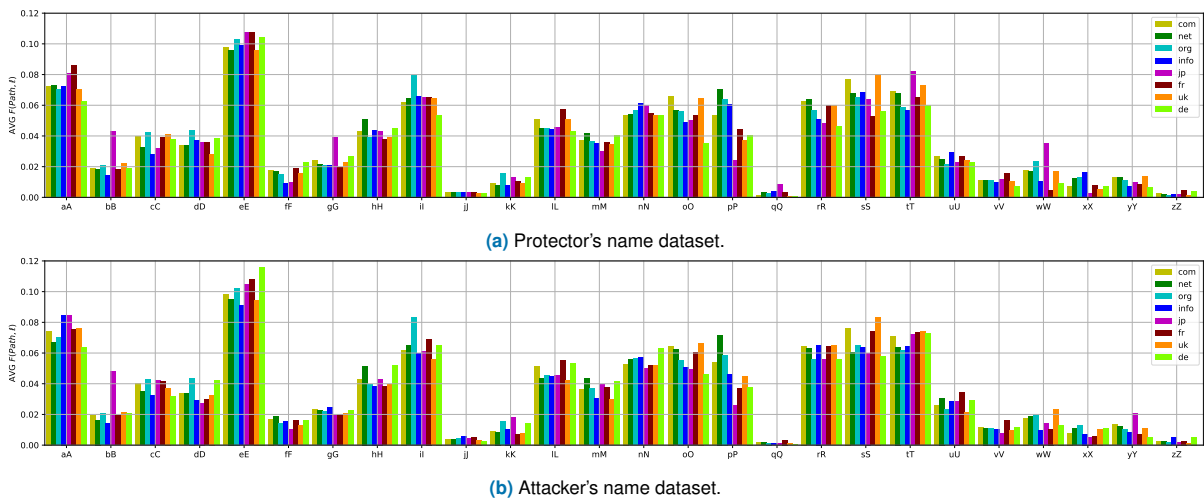 0.12
0.10
0.08
0.06
0.04
0.02
0.00
AVG F(Path,ℓ)
com
net
org
info
jp
fr
uk
de
aA bB cC dD eE fF gG hH iI jJ kK lL mM nN oO pP qQ rR sS tT uU vV wW xX yY zZ
(a) Protector's name dataset.
0.12
0.10
0.08
0.06
0.04
0.02
0.00
AVG F(Path,ℓ)
com
net
org
info
jp
fr
uk
de
aA bB cC dD eE fF gG hH iI jJ kK lL mM nN oO pP qQ rR sS tT uU vV wW xX yY zZ
(b) Attacker's name dataset.